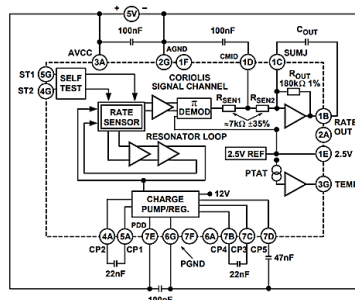 + 5V −
100nF
100nF
COUT
AVCC
AGND
CMID
SUMJ
3A
2G
1F
1D
1C
ST1
5G
ST2
4G
SELF
TEST
CORIOLIS
SIGNAL CHANNEL
ROUT
180kΩ 1%
RSEN1
RSEN2
π
DEMOD
≈7kΩ ±35%
RATE
SENSOR
1B
RATE
OUT
2A
RESONATOR LOOP
2.5V REF
1E
2.5V
PTAT
3G
TEMP
12V
CHARGE
PUMP/REG.
PDD
4A
5A
7E
6G
7F
6A
7B
7C
7D
CP2
CP1
PGND
CP4
CP3
CP5
47nF
22nF
22nF
100nF